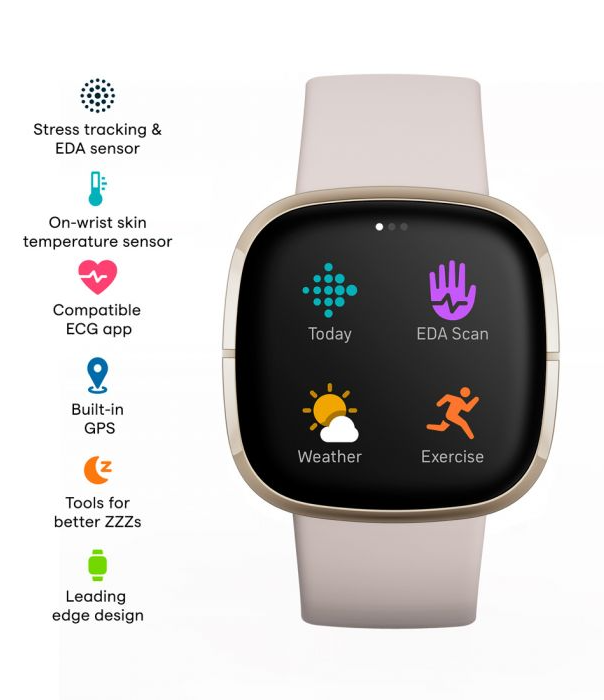 Stress tracking &
EDA sensor
On-wrist skin
temperature sensor
Compatible
ECG app
Built-in
GPS
Tools for
better ZZZs
Leading
edge design
Today
EDA Scan
Weather
Exercise